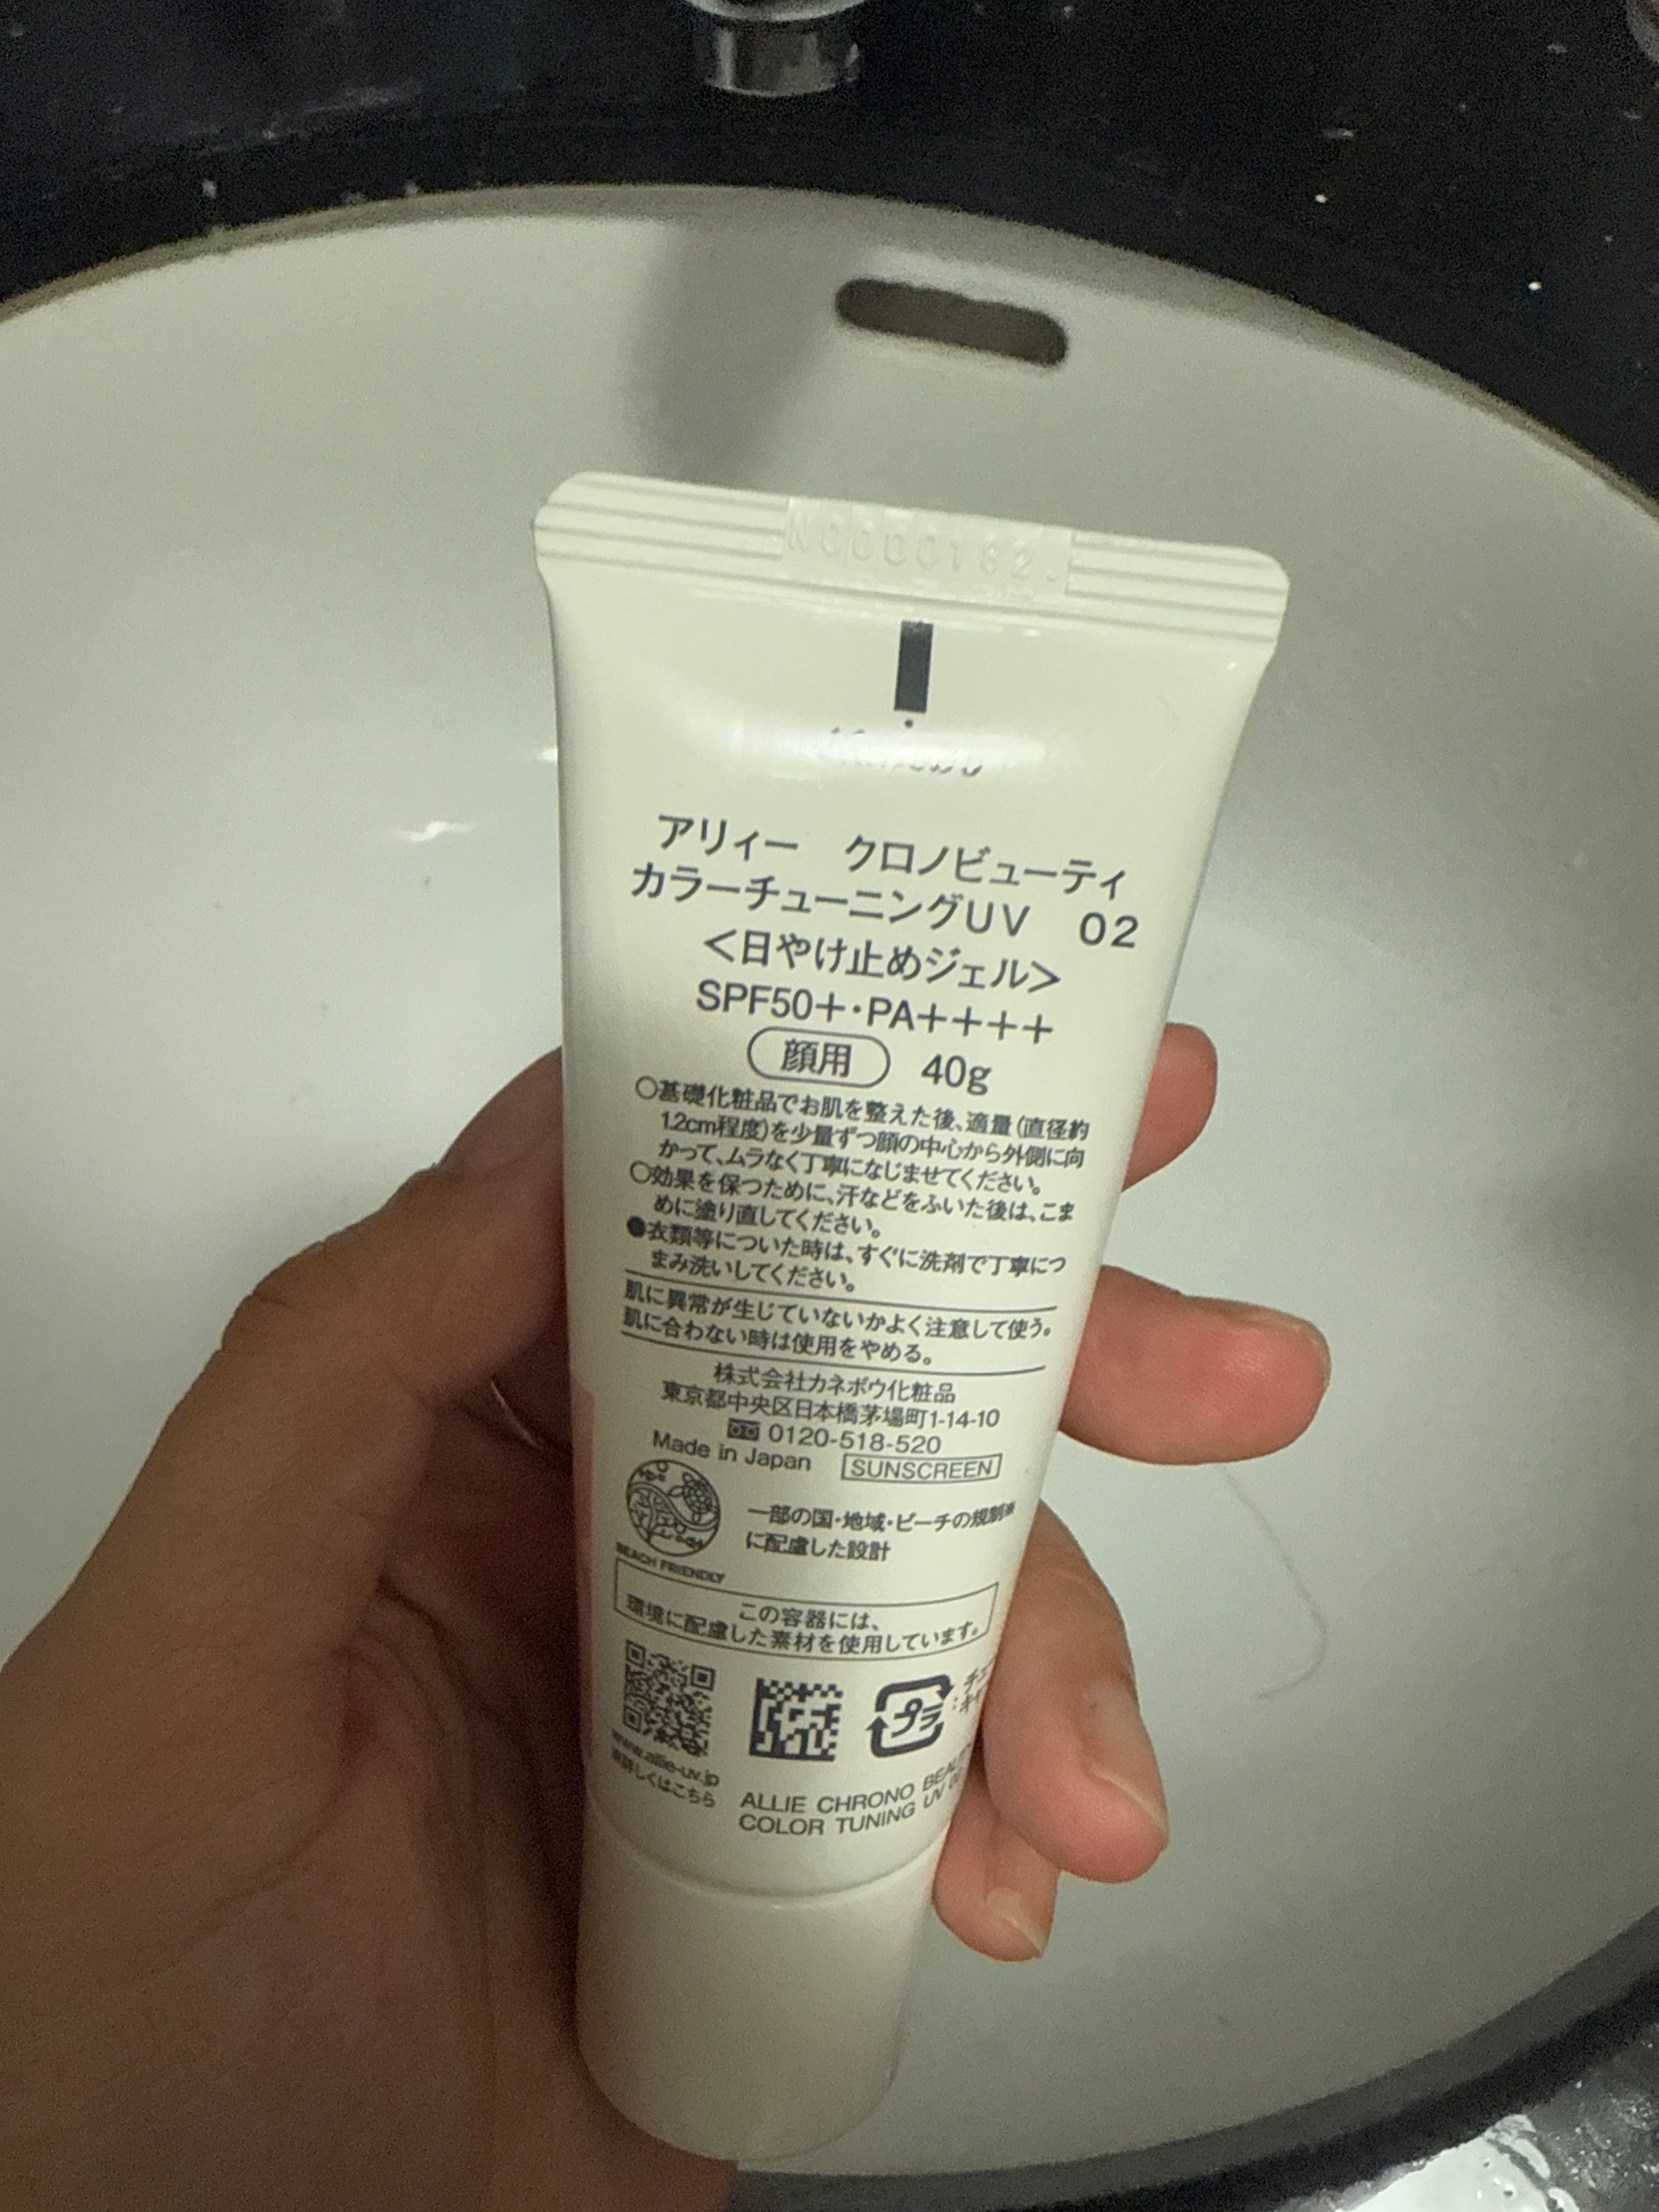 Kanebo
アリィー クロノビューティ
カラーチューニングUV 02
<日やけ止めジェル>
SPF50+・PA++++
顔用 40g
○基礎化粧品でお肌を整えた後、適量(直径約
1.2cm程度)を少量ずつ顔の中心から外側に向
かって、ムラなく丁寧になじませてください。
○効果を保つために、汗などをふいた後は、こま
めに塗り直してください。
●衣類等についた時は、すぐに洗剤で丁寧につ
まみ洗いしてください。
肌に異常が生じていないかよく注意して使う。
肌に合わない時は使用をやめる。
株式会社カネボウ化粧品
東京都中央区日本橋茅場町1-14-10
0120-518-520
Made in Japan SUNSCREEN
一部の国・地域・ビーチの規制※
に配慮した設計
BEACH FRIENDLY
この容器には、
環境に配慮した素材を使用しています。
プラ
www.allie-uv.jp
※詳しくはこちら
ALLIE CHRONO
COLOR TUNING UV